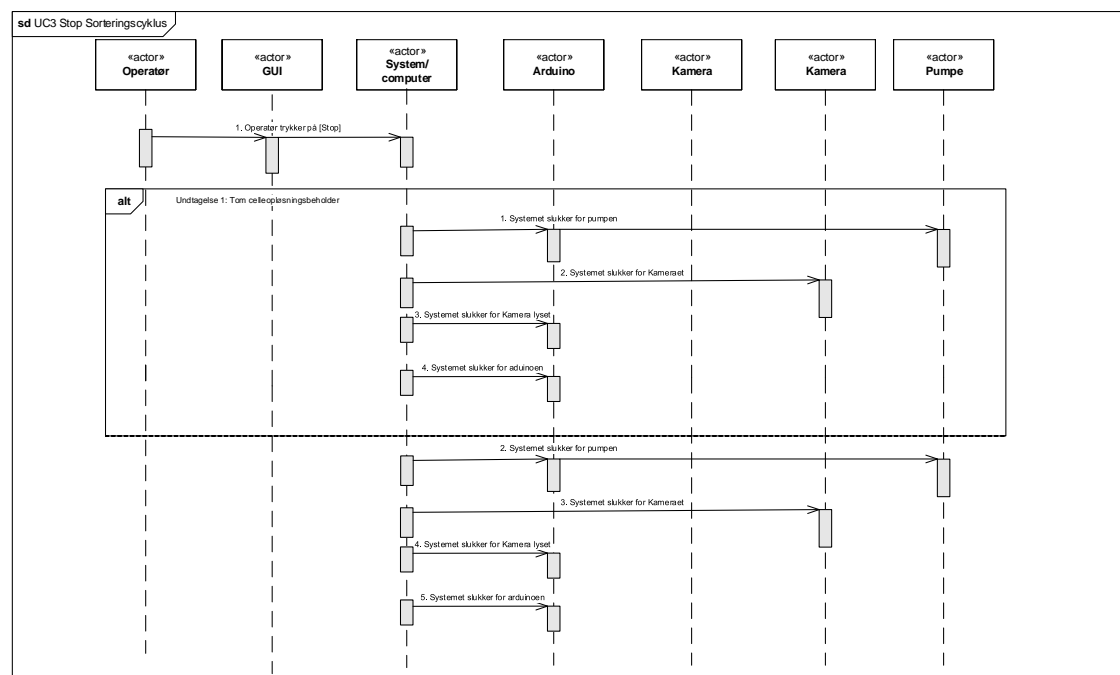 sd UC3 Stop Sorteringscyklus
«actor»
Operatør
«actor»
GUI
«actor»
System/
computer
«actor»
Arduino
«actor»
Kamera
«actor»
Kamera
«actor»
Pumpe
1. Operatør trykker på [Stop]
alt
Undtagelse 1: Tom celleopløsningsbeholder
1. Systemet slukker for pumpen
2. Systemet slukker for Kameraet
3. Systemet slukker for Kamera lyset
4. Systemet slukker for aduinoen
2. Systemet slukker for pumpen
3. Systemet slukker for Kameraet
4. Systemet slukker for Kamera lyset
5. Systemet slukker for arduinoen